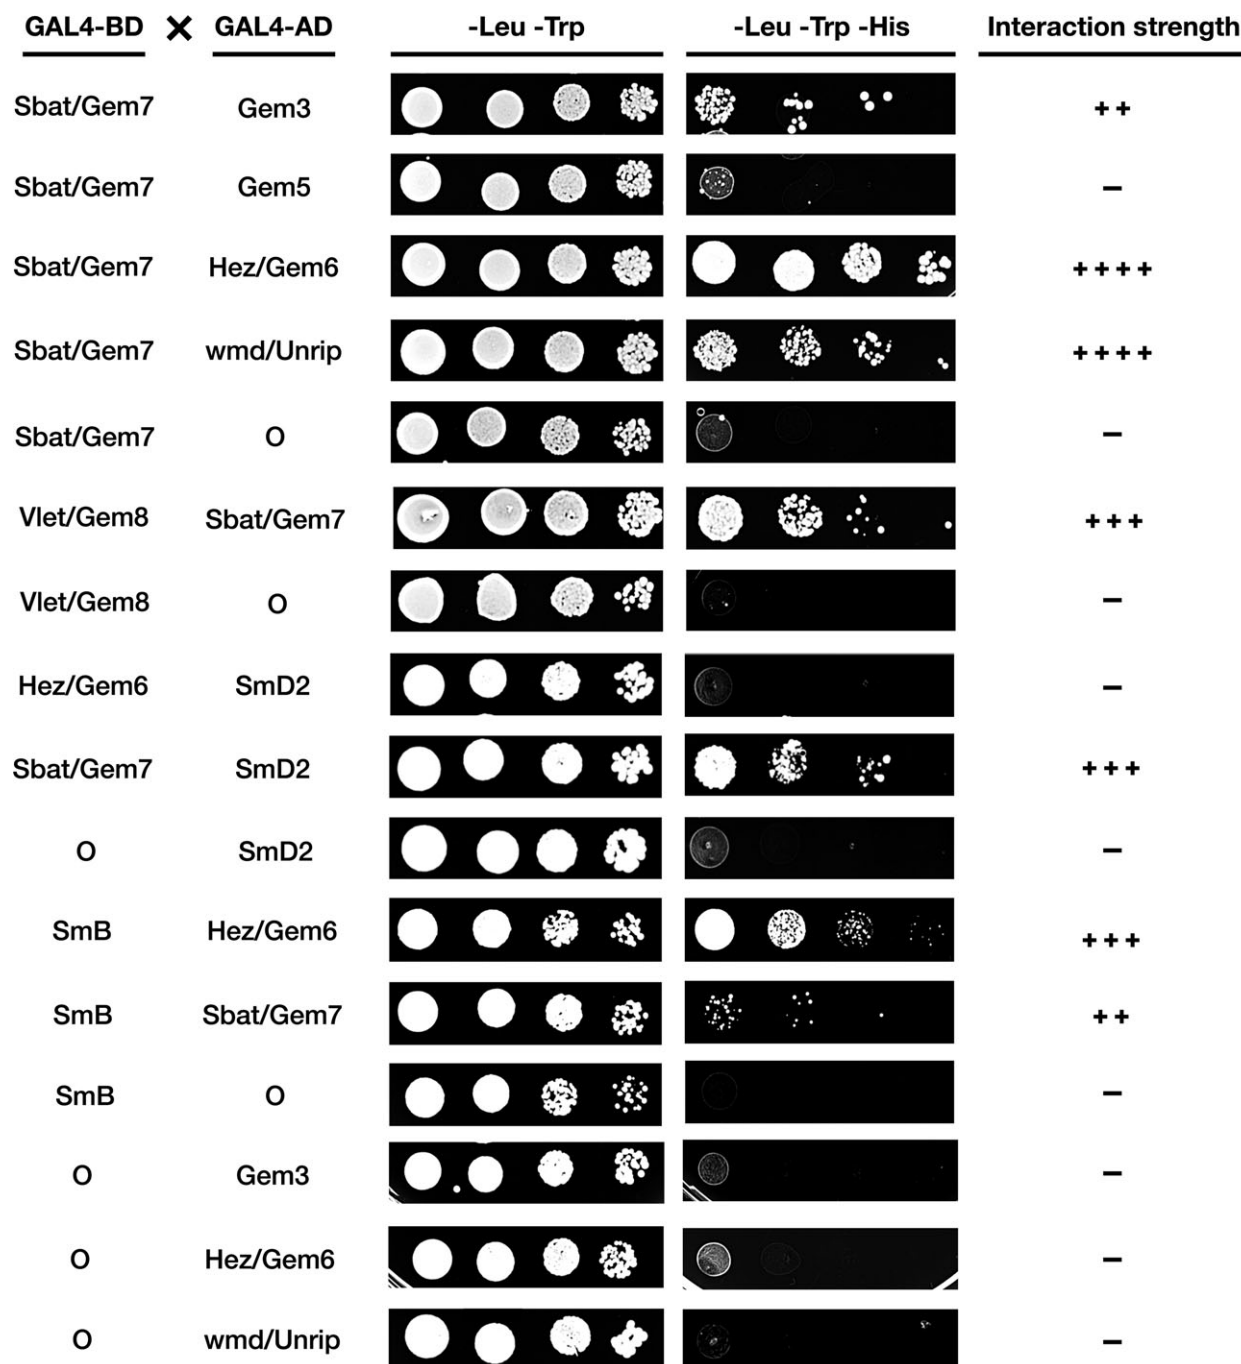 GAL4-BD × GAL4-AD -Leu -Trp -Leu -Trp -His Interaction strength
Sbat/Gem7 Gem3 ++
Sbat/Gem7 Gem5 –
Sbat/Gem7 Hez/Gem6 ++++
Sbat/Gem7 wmd/Unrip ++++
Sbat/Gem7 O –
Vlet/Gem8 Sbat/Gem7 +++
Vlet/Gem8 O –
Hez/Gem6 SmD2 –
Sbat/Gem7 SmD2 +++
O SmD2 –
SmB Hez/Gem6 +++
SmB Sbat/Gem7 ++
SmB O –
O Gem3 –
O Hez/Gem6 –
O wmd/Unrip –